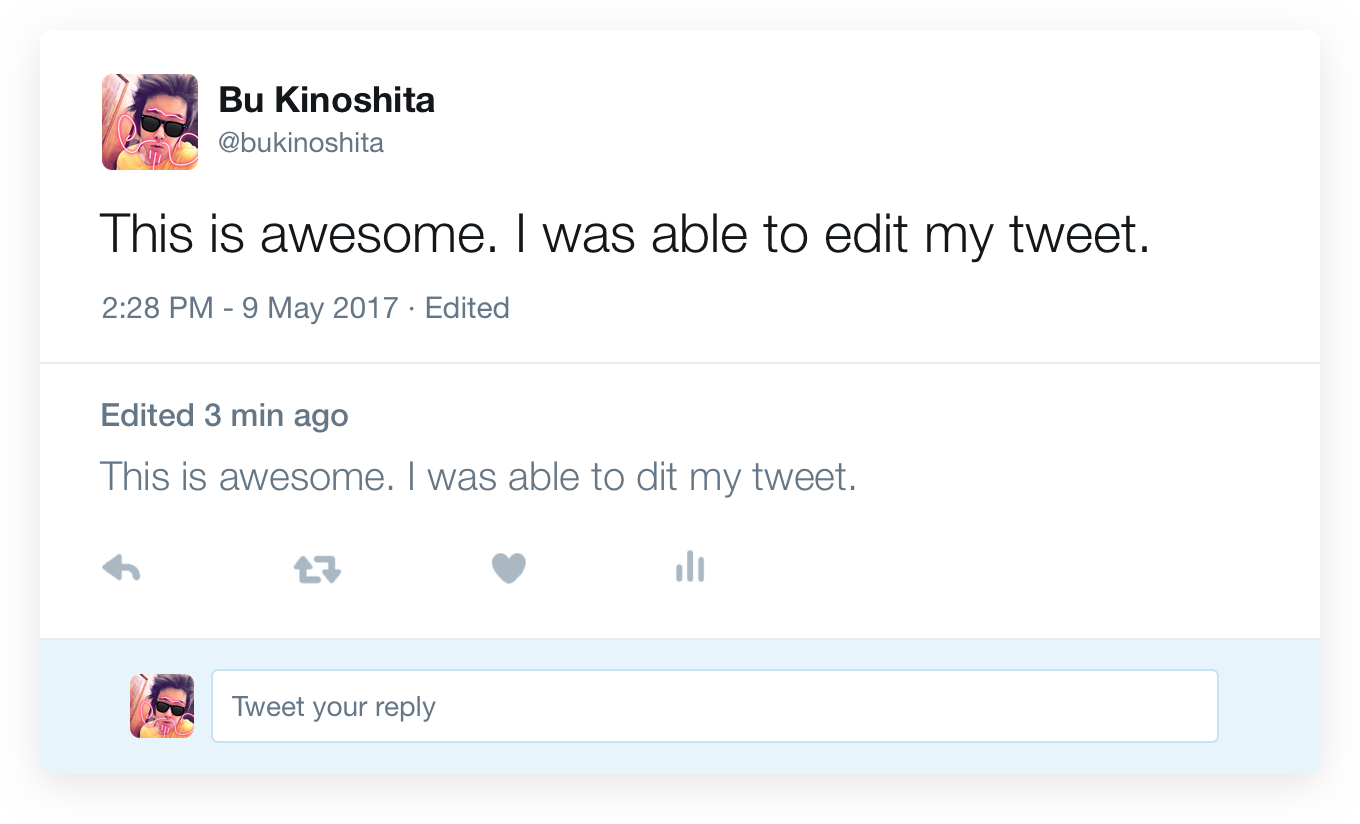 Bu Kinoshita
@bukinoshita
This is awesome. I was able to edit my tweet.
2:28 PM - 9 May 2017 · Edited
Edited 3 min ago
This is awesome. I was able to dit my tweet.
Tweet your reply